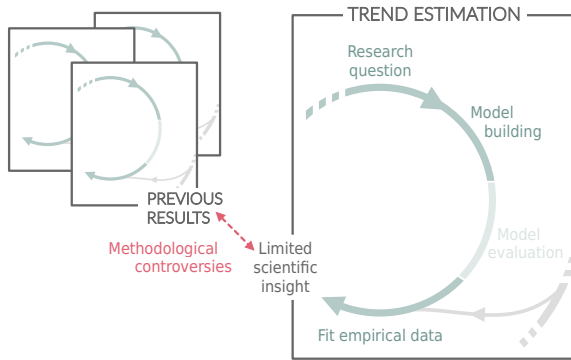 TREND ESTIMATION
Research
question
Model
building
Model
evaluation
Fit empirical data
PREVIOUS
RESULTS
Methodological
controversies
Limited
scientific
insight